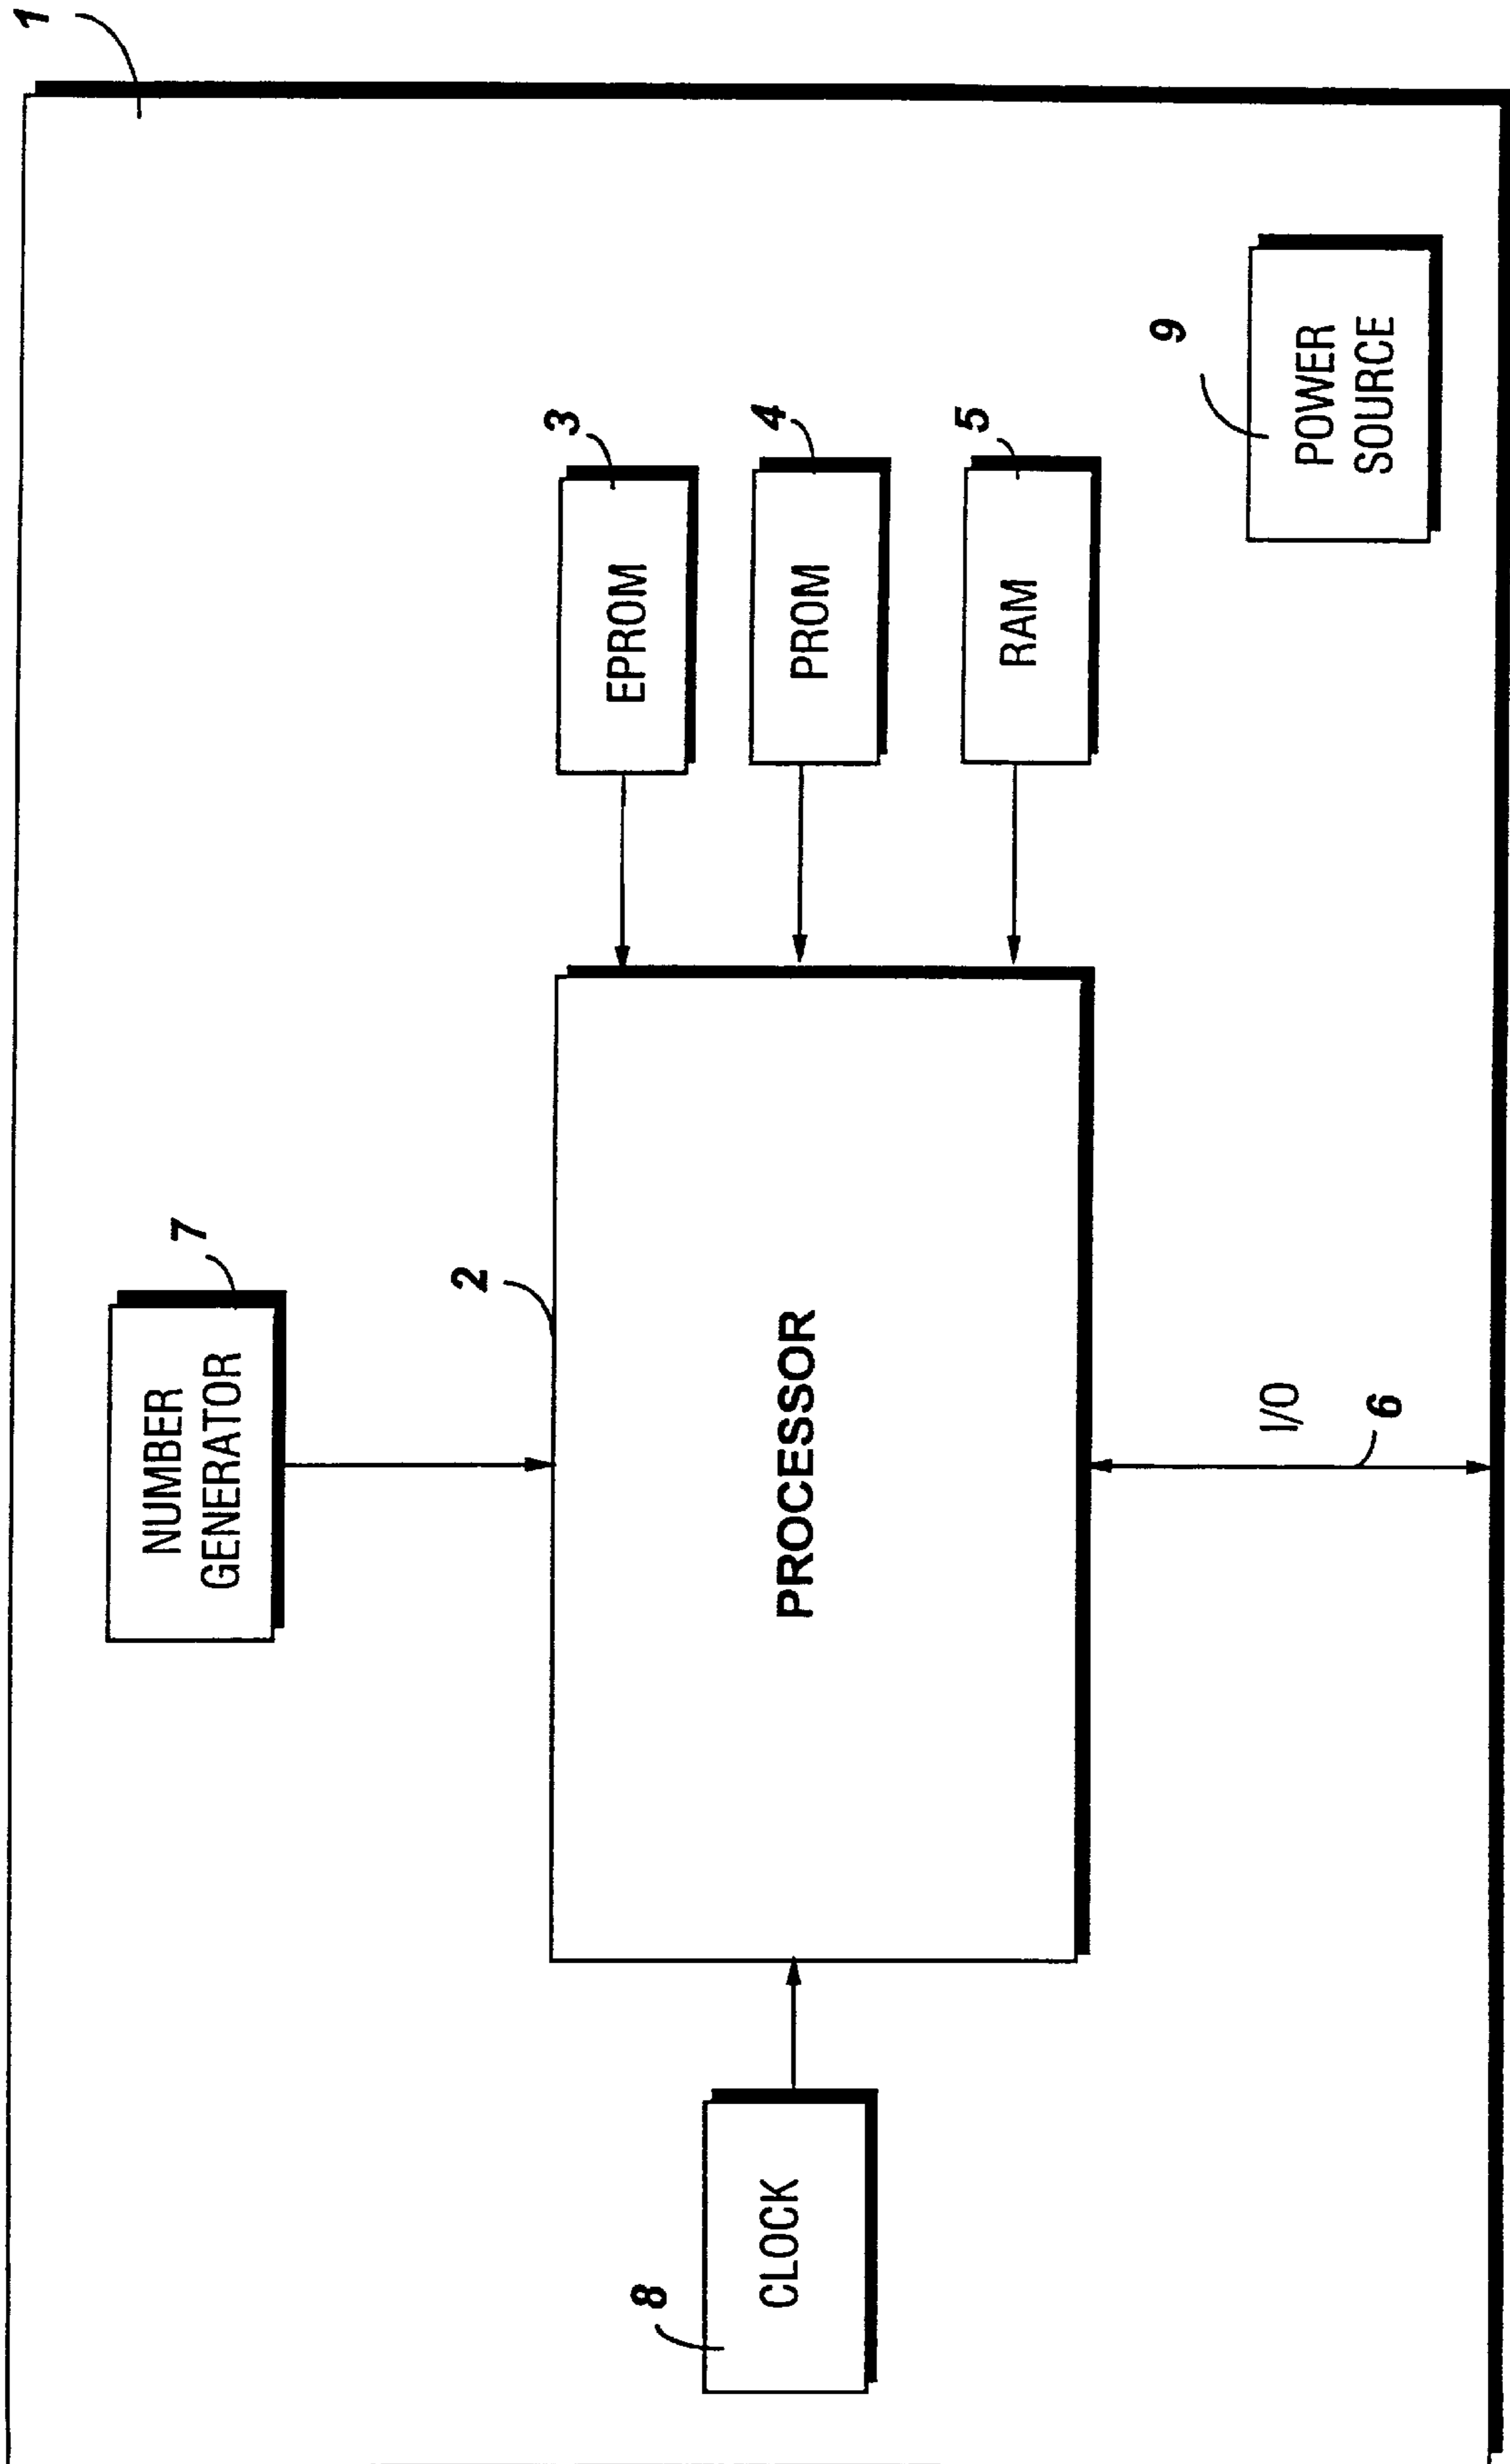 1
NUMBER
GENERATOR
7
2
3
EPROM
8
CLOCK
PROCESSOR
4
PROM
5
RAM
9
I/O
6
POWER
SOURCE